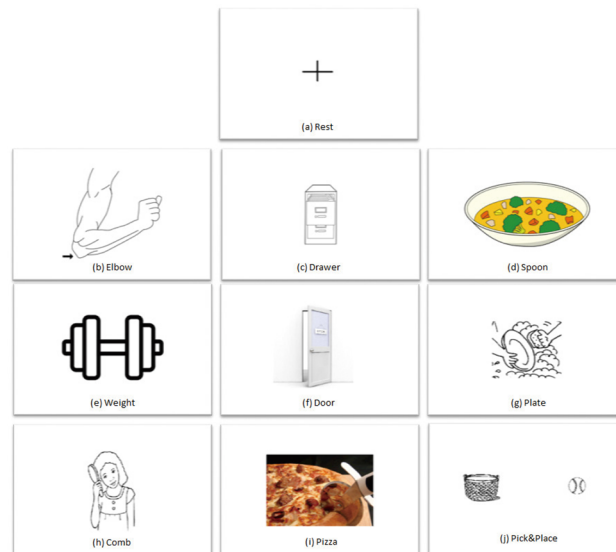 (a) Rest
(b) Elbow
(c) Drawer
(d) Spoon
(e) Weight
(f) Door
(g) Plate
(h) Comb
(i) Pizza
(j) Pick&Place